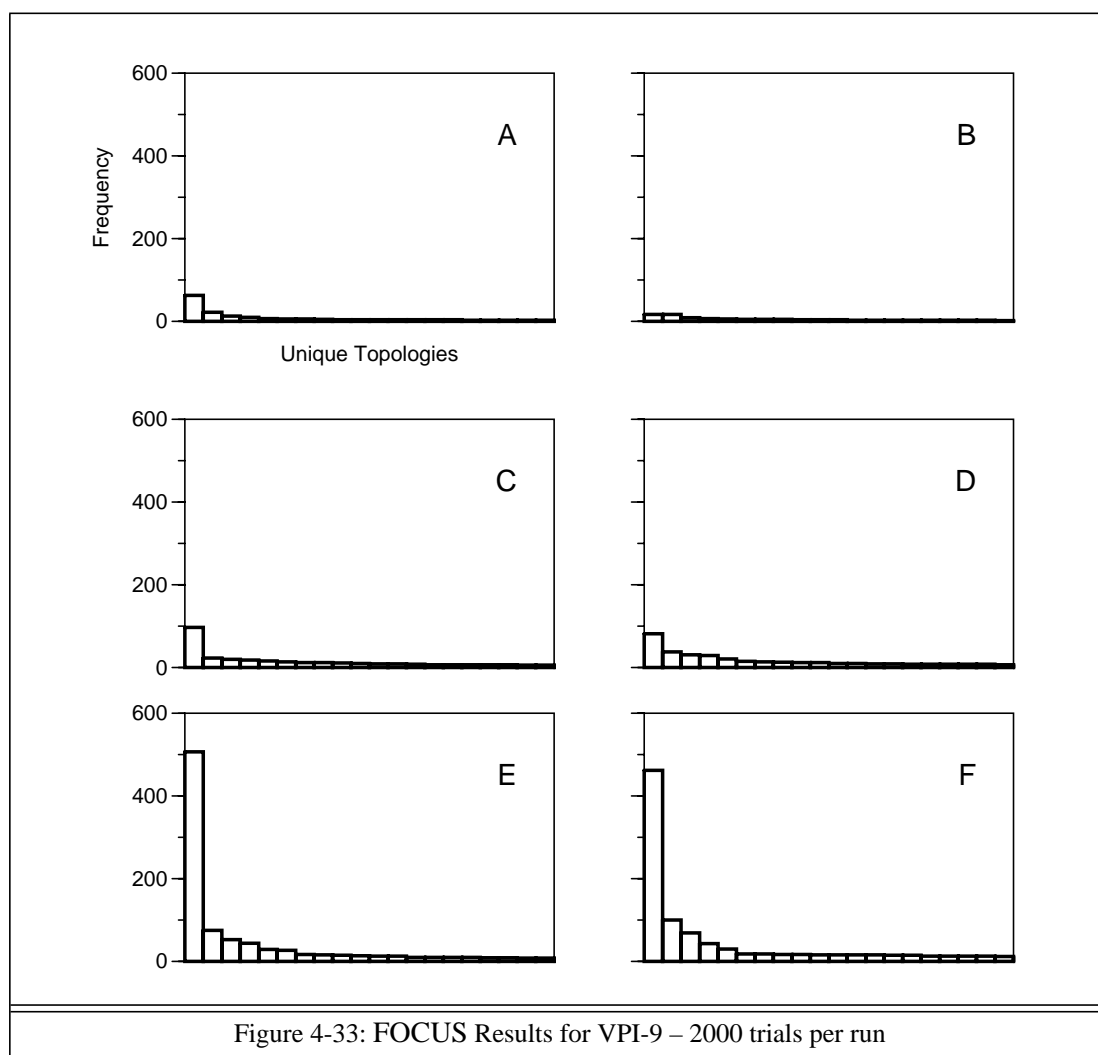 600
400
200
0
Frequency
A
Unique Topologies
B
600
400
200
0
C
D
600
400
200
0
E
F
Figure 4-33: FOCUS Results for VPI-9 – 2000 trials per run